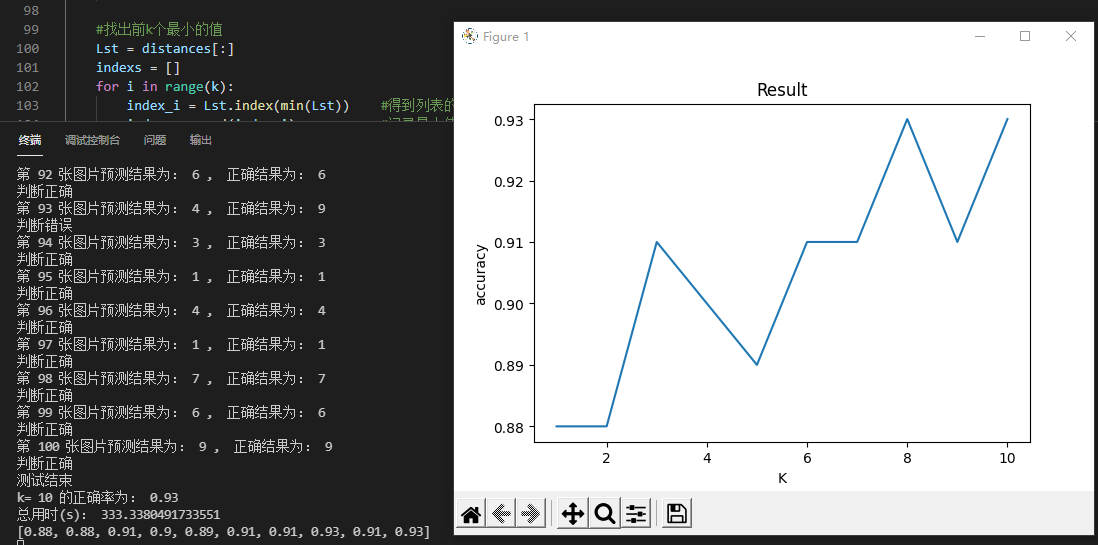 98
99 #找出前k个最小的值
100 Lst = distances[:]
101 indexs = []
102 for i in range(k):
103 index_i = Lst.index(min(Lst)) #得到列表的
终端 调试控制台 问题 输出
第 92 张图片预测结果为: 6 , 正确结果为: 6
判断正确
第 93 张图片预测结果为: 4 , 正确结果为: 9
判断错误
第 94 张图片预测结果为: 3 , 正确结果为: 3
判断正确
第 95 张图片预测结果为: 1 , 正确结果为: 1
判断正确
第 96 张图片预测结果为: 4 , 正确结果为: 4
判断正确
第 97 张图片预测结果为: 1 , 正确结果为: 1
判断正确
第 98 张图片预测结果为: 7 , 正确结果为: 7
判断正确
第 99 张图片预测结果为: 6 , 正确结果为: 6
判断正确
第 100 张图片预测结果为: 9 , 正确结果为: 9
判断正确
测试结束
k= 10 的正确率为: 0.93
总用时(s): 333.3380491733551
[0.88, 0.88, 0.91, 0.9, 0.89, 0.91, 0.91, 0.93, 0.91, 0.93]
Figure 1
Result
accuracy
0.93
0.92
0.91
0.90
0.89
0.88
2 4 6 8 10
K